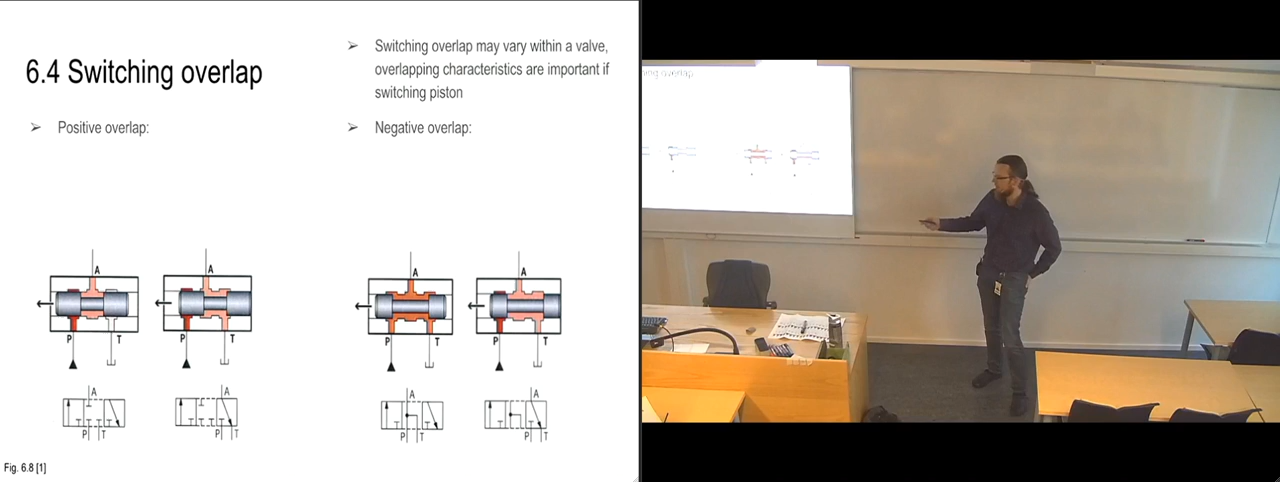 6.4 Switching overlap
➢ Positive overlap:
➢ Switching overlap may vary within a valve,
overlapping characteristics are important if
switching piston
➢ Negative overlap:
A
P
T
A
P
T
A
P
T
A
P
T
A
P T
A
P T
A
P T
A
P T
Fig. 6.8 [1]
overlap